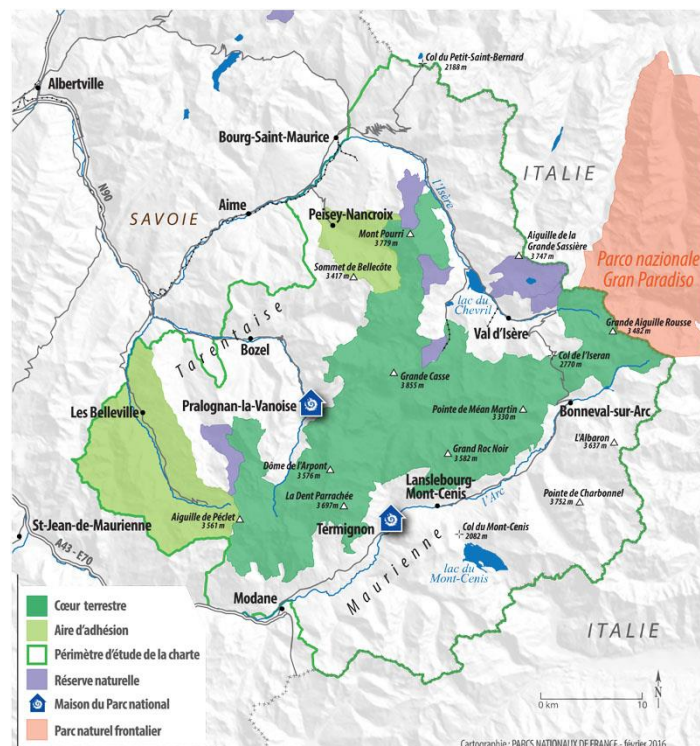 Col du Petit-Saint-Bernard
2188 m
Albertville
Bourg-Saint-Maurice
ITALIE
l'Isère
N90
Aime
SAVOIE
Peisey-Nancroix
Mont Pourri
3 779 m
Aiguille de la
Grande Sassière
3 747 m
Parco nazionale
Gran Paradiso
Sommet de Bellecôte
3 417 m
lac du
Chevril
Tarentaise
Val d'Isère
Grande Aiguille Rousse
3 482 m
Bozel
Col de l'Iseran
2770 m
Grande Casse
3 855 m
Pralognan-la-Vanoise
Les Belleville
Pointe de Méan Martin
3 330 m
Bonneval-sur-Arc
L'Albaron
3 637 m
Grand Roc Noir
3 582 m
Dôme de l'Arpont
3 576 m
Lanslebourg-
Mont-Cenis
l'Arc
Pointe de Charbonnel
3 752 m
La Dent Parrachée
3 697m
Aiguille de Péclet
3 561 m
St-Jean-de-Maurienne
Termignon
Col du Mont-Cenis
2082 m
A43 - E70
lac du
Mont-Cenis
Maurienne
Modane
ITALIE
Cœur terrestre
Aire d'adhésion
Périmètre d'étude de la charte
Réserve naturelle
Maison du Parc national
Parc naturel frontalier
N
0 km
10
Cartographie : PARCS NATIONAUX DE FRANCE - février 2016